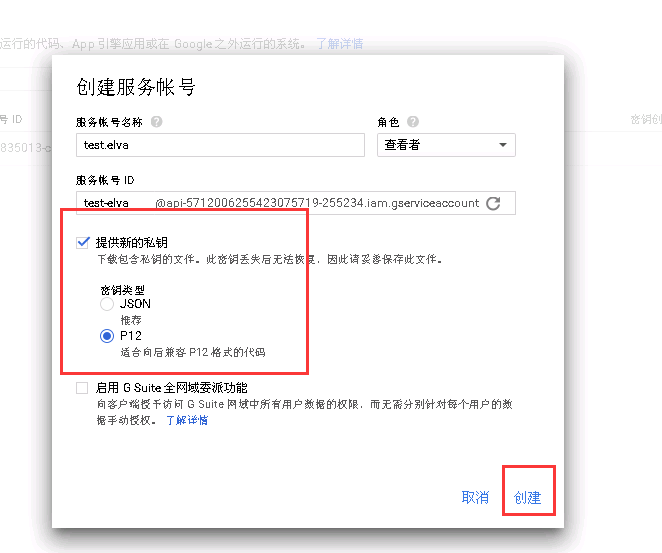 运行的代码、App 引擎应用或在 Google 之外运行的系统。 了解详情
创建服务帐号
服务帐号名称
角色
test.elva
查看者
号 ID
密钥创
835013-c
服务帐号 ID
test-elva @api-5712006255423075719-255234.iam.gserviceaccount
提供新的私钥
下载包含私钥的文件。此密钥丢失后无法恢复，因此请妥善保存此文件。
密钥类型
JSON
推荐
P12
适合向后兼容 P12 格式的代码
启用 G Suite 全网域委派功能
向客户端授予访问 G Suite 网域中所有用户数据的权限，而无需分别针对每个用户的数
据手动授权。 了解详情
取消 创建